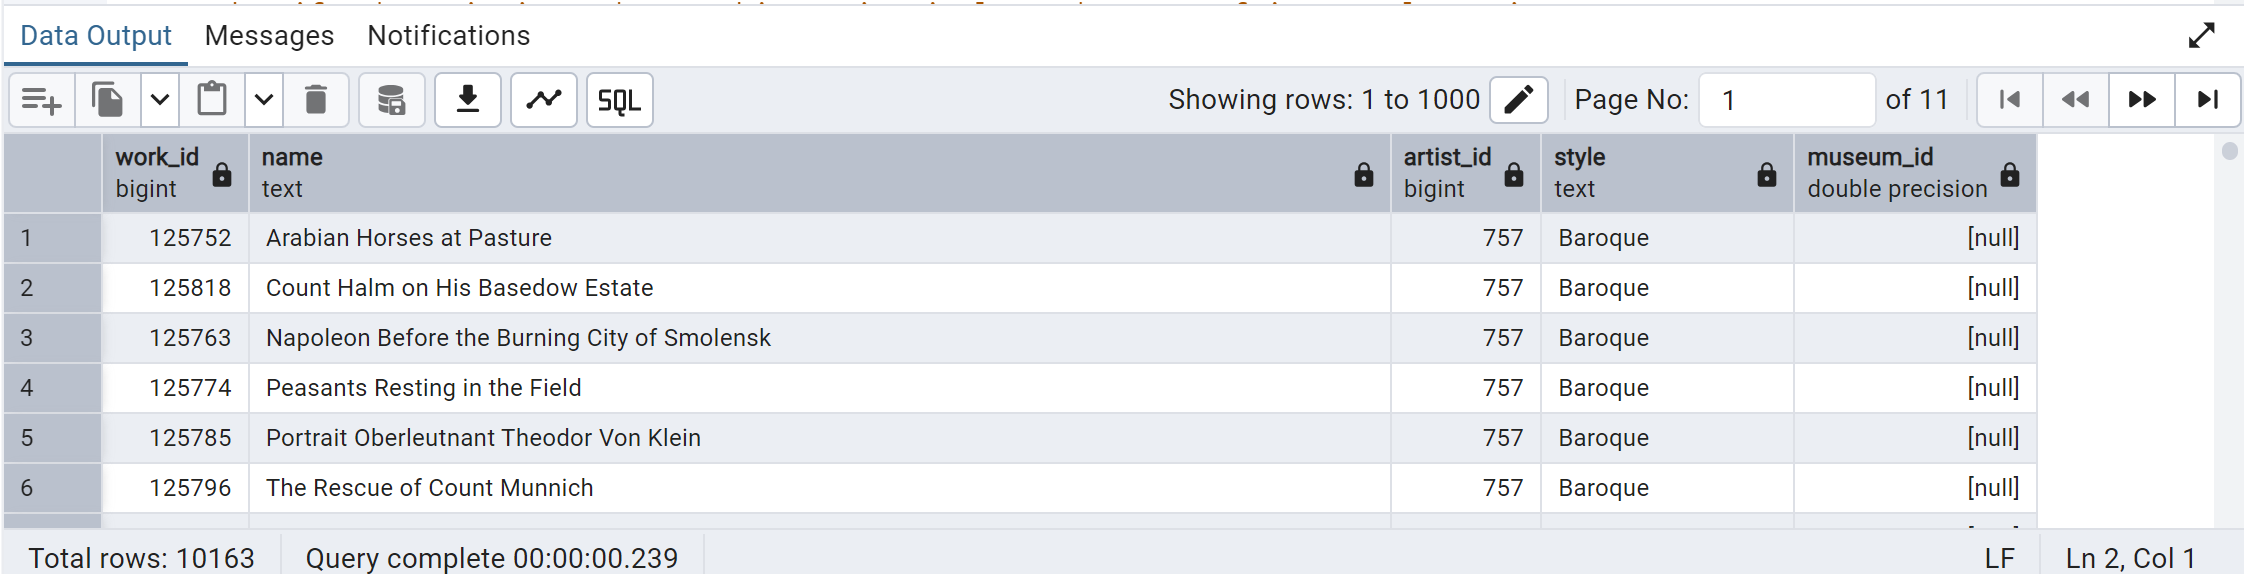 Data Output Messages Notifications
SQL Showing rows: 1 to 1000 Page No: 1 of 11
work_id name artist_id style museum_id
bigint text bigint text double precision
1 125752 Arabian Horses at Pasture 757 Baroque [null]
2 125818 Count Halm on His Basedow Estate 757 Baroque [null]
3 125763 Napoleon Before the Burning City of Smolensk 757 Baroque [null]
4 125774 Peasants Resting in the Field 757 Baroque [null]
5 125785 Portrait Oberleutnant Theodor Von Klein 757 Baroque [null]
6 125796 The Rescue of Count Munnich 757 Baroque [null]
Total rows: 10163 Query complete 00:00:00.239 LF Ln 2, Col 1